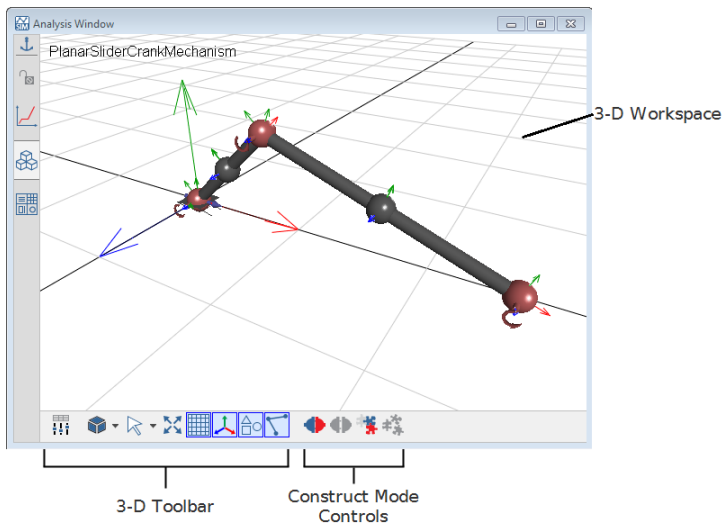 Analysis Window
PlanarSliderCrankMechanism
3-D Workspace
3-D Toolbar
Construct Mode
Controls